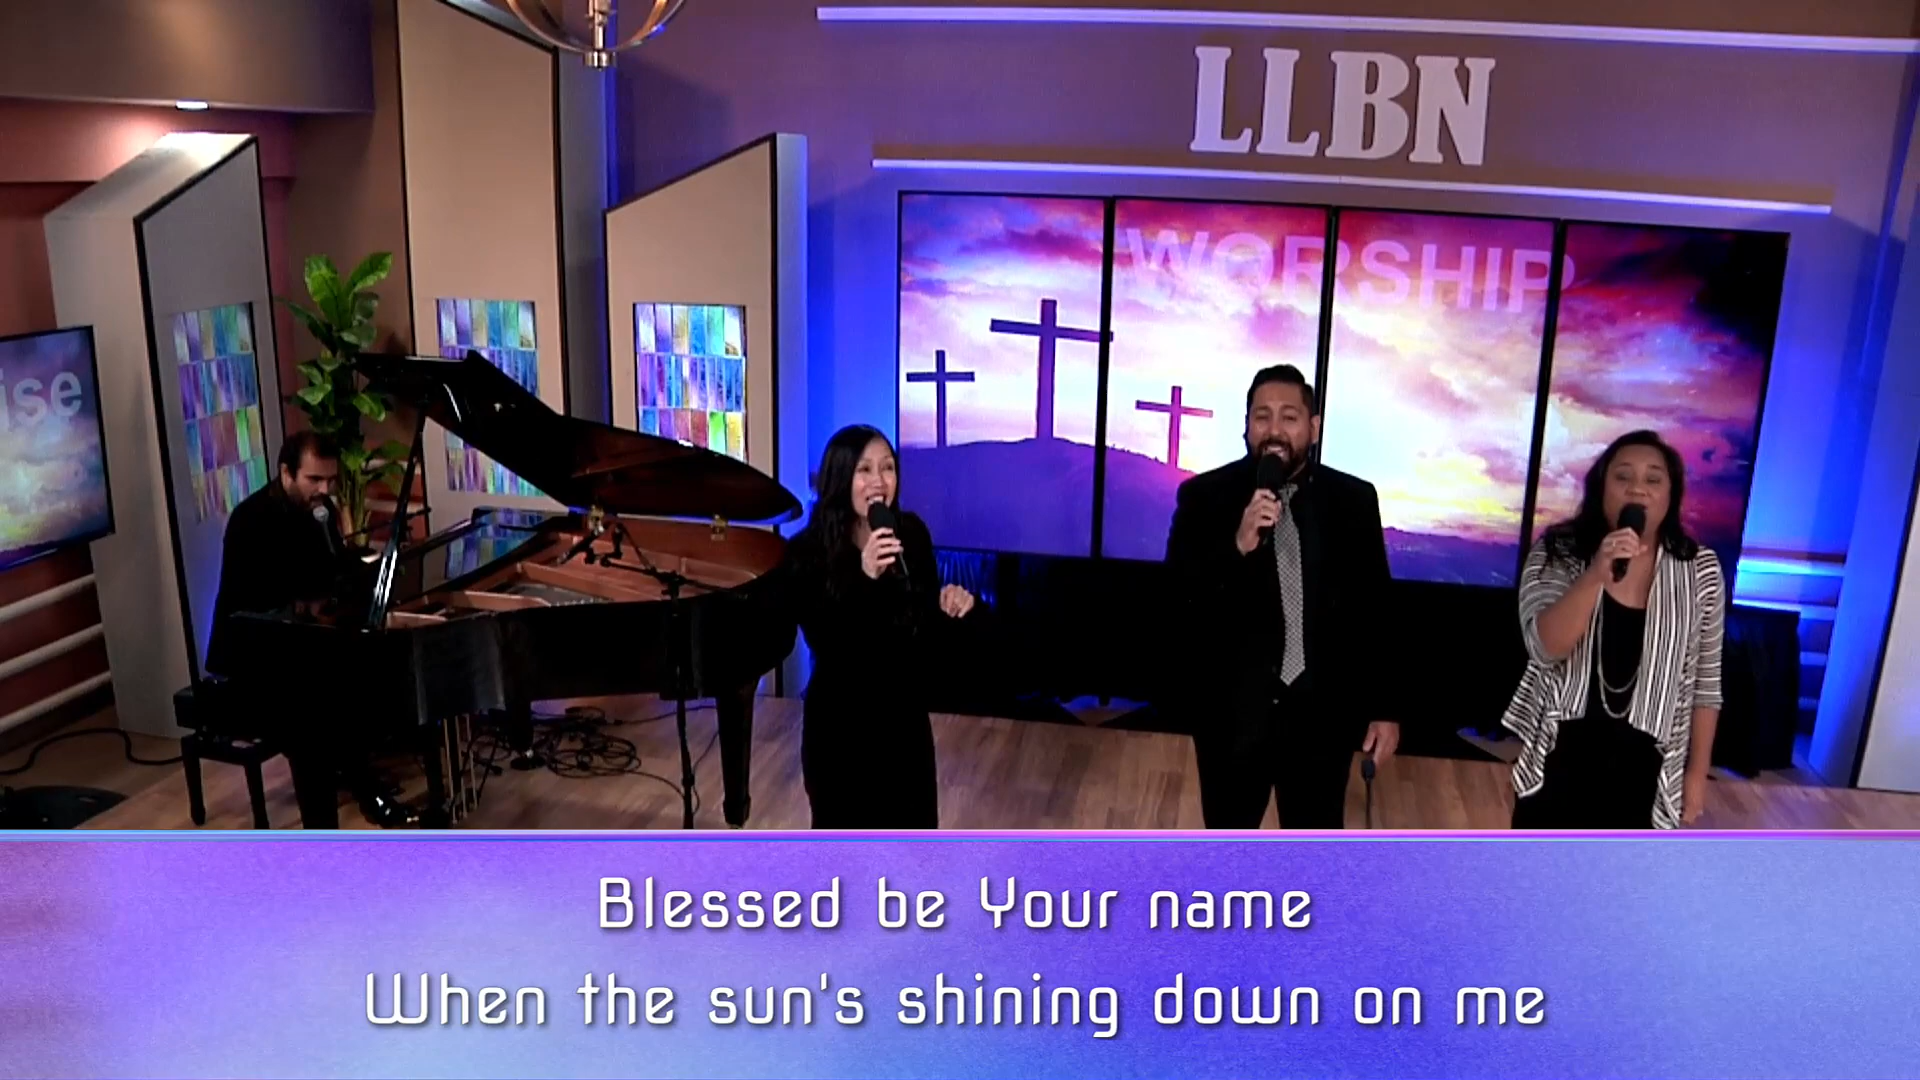 LLBN
WORSHIP
ise
Blessed be Your name
When the sun's shining down on me